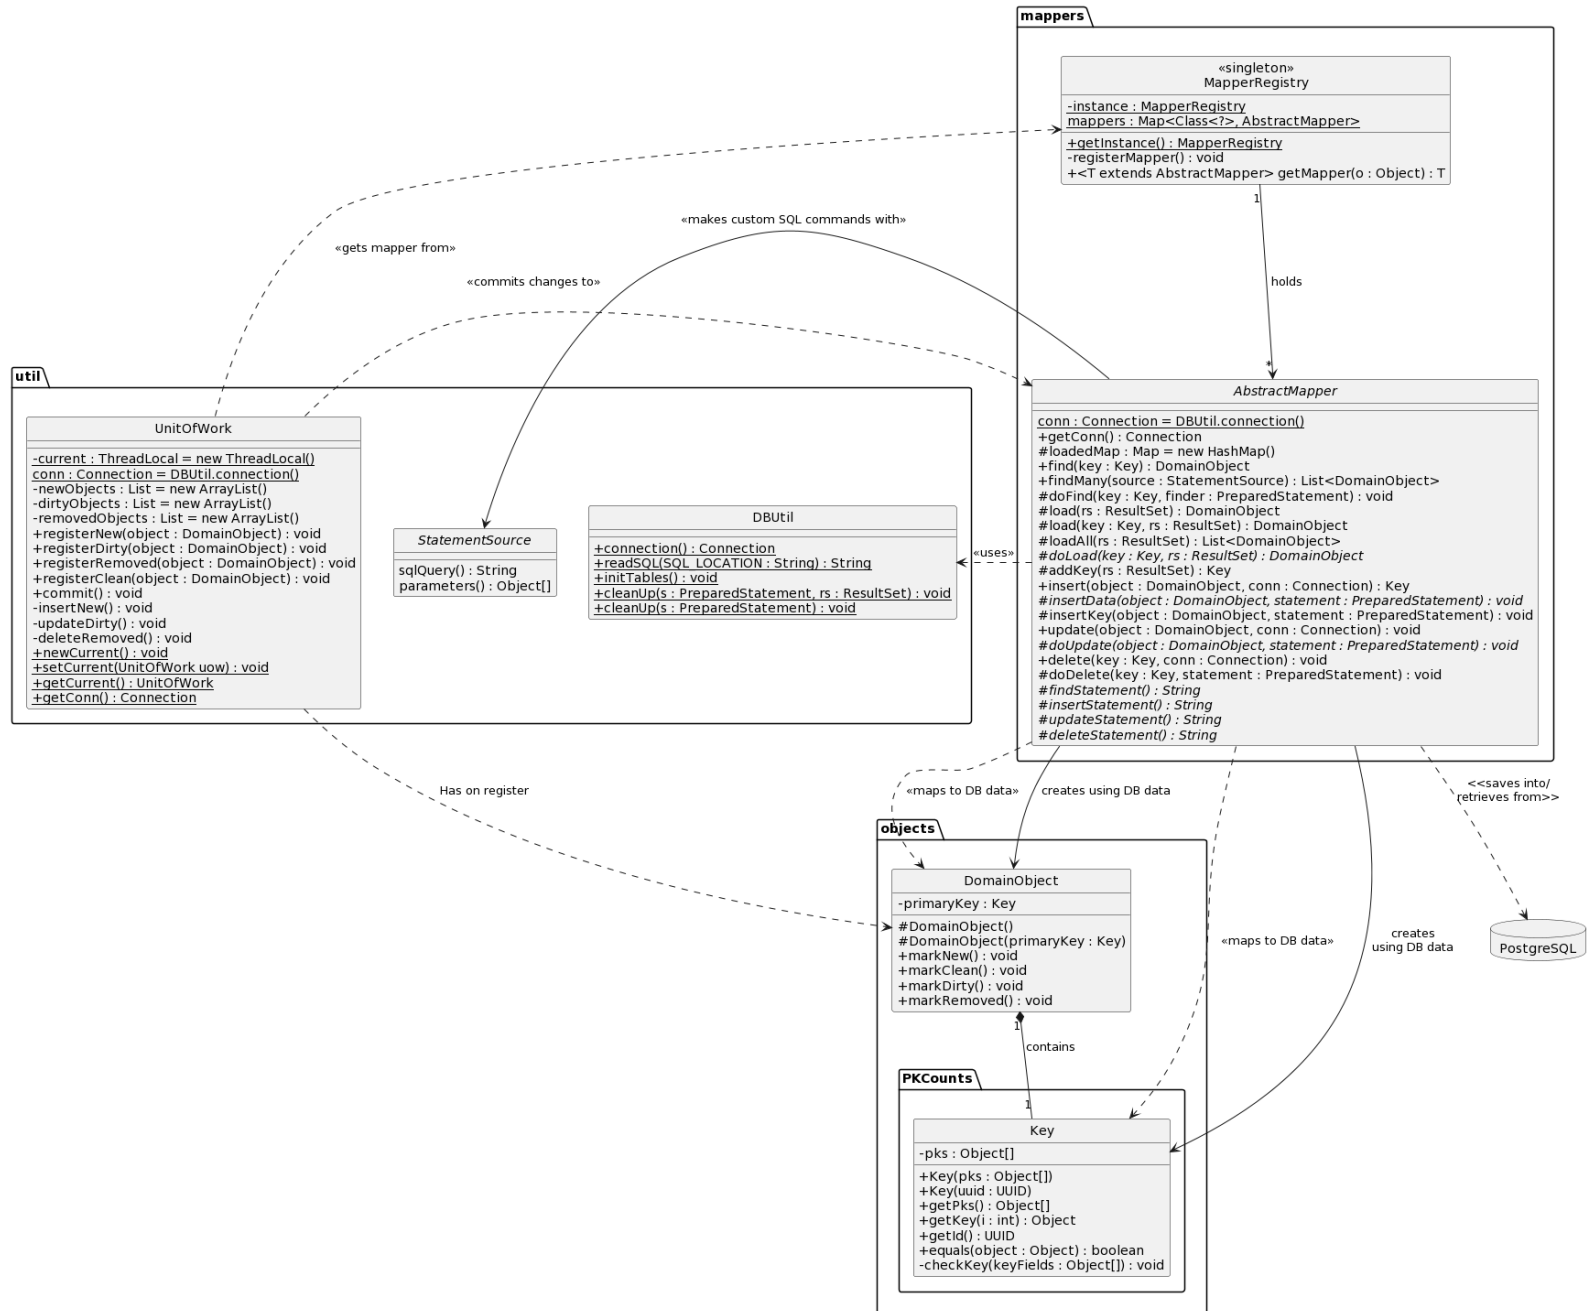 mappers
«singleton»
MapperRegistry
-instance : MapperRegistry
mappers : Map<Class<?>, AbstractMapper>
+getInstance() : MapperRegistry
-registerMapper() : void
+<T extends AbstractMapper> getMapper(o : Object) : T
1
«makes custom SQL commands with»
«gets mapper from»
«commits changes to»
holds
*
util
UnitOfWork
-current : ThreadLocal = new ThreadLocal()
conn : Connection = DBUtil.connection()
-newObjects : List = new ArrayList()
-dirtyObjects : List = new ArrayList()
-removedObjects : List = new ArrayList()
+registerNew(object : DomainObject) : void
+registerDirty(object : DomainObject) : void
+registerRemoved(object : DomainObject) : void
+registerClean(object : DomainObject) : void
+commit() : void
-insertNew() : void
-updateDirty() : void
-deleteRemoved() : void
+newCurrent() : void
+setCurrent(UnitOfWork uow) : void
+getCurrent() : UnitOfWork
+getConn() : Connection
StatementSource
sqlQuery() : String
parameters() : Object[]
DBUtil
+connection() : Connection
+readSQL(SQL_LOCATION : String) : String
+initTables() : void
+cleanUp(s : PreparedStatement, rs : ResultSet) : void
+cleanUp(s : PreparedStatement) : void
«uses»
AbstractMapper
conn : Connection = DBUtil.connection()
+getConn() : Connection
#loadedMap : Map = new HashMap()
+find(key : Key) : DomainObject
+findMany(source : StatementSource) : List<DomainObject>
#doFind(key : Key, finder : PreparedStatement) : void
#load(rs : ResultSet) : DomainObject
#load(key : Key, rs : ResultSet) : DomainObject
#loadAll(rs : ResultSet) : List<DomainObject>
#doLoad(key : Key, rs : ResultSet) : DomainObject
#addKey(rs : ResultSet) : Key
+insert(object : DomainObject, conn : Connection) : Key
#insertData(object : DomainObject, statement : PreparedStatement) : void
#insertKey(object : DomainObject, statement : PreparedStatement) : void
+update(object : DomainObject, conn : Connection) : void
#doUpdate(object : DomainObject, statement : PreparedStatement) : void
+delete(key : Key, conn : Connection) : void
#doDelete(key : Key, statement : PreparedStatement) : void
#findStatement() : String
#insertStatement() : String
#updateStatement() : String
#deleteStatement() : String
Has on register
«maps to DB data»
creates using DB data
<<saves into/
retrieves from>>
objects
DomainObject
-primaryKey : Key
#DomainObject()
#DomainObject(primaryKey : Key)
+markNew() : void
+markClean() : void
+markDirty() : void
+markRemoved() : void
«maps to DB data»
creates
using DB data
PostgreSQL
1
contains
PKCounts
1
Key
-pks : Object[]
+Key(pks : Object[])
+Key(uuid : UUID)
+getPks() : Object[]
+getKey(i : int) : Object
+getId() : UUID
+equals(object : Object) : boolean
-checkKey(keyFields : Object[]) : void